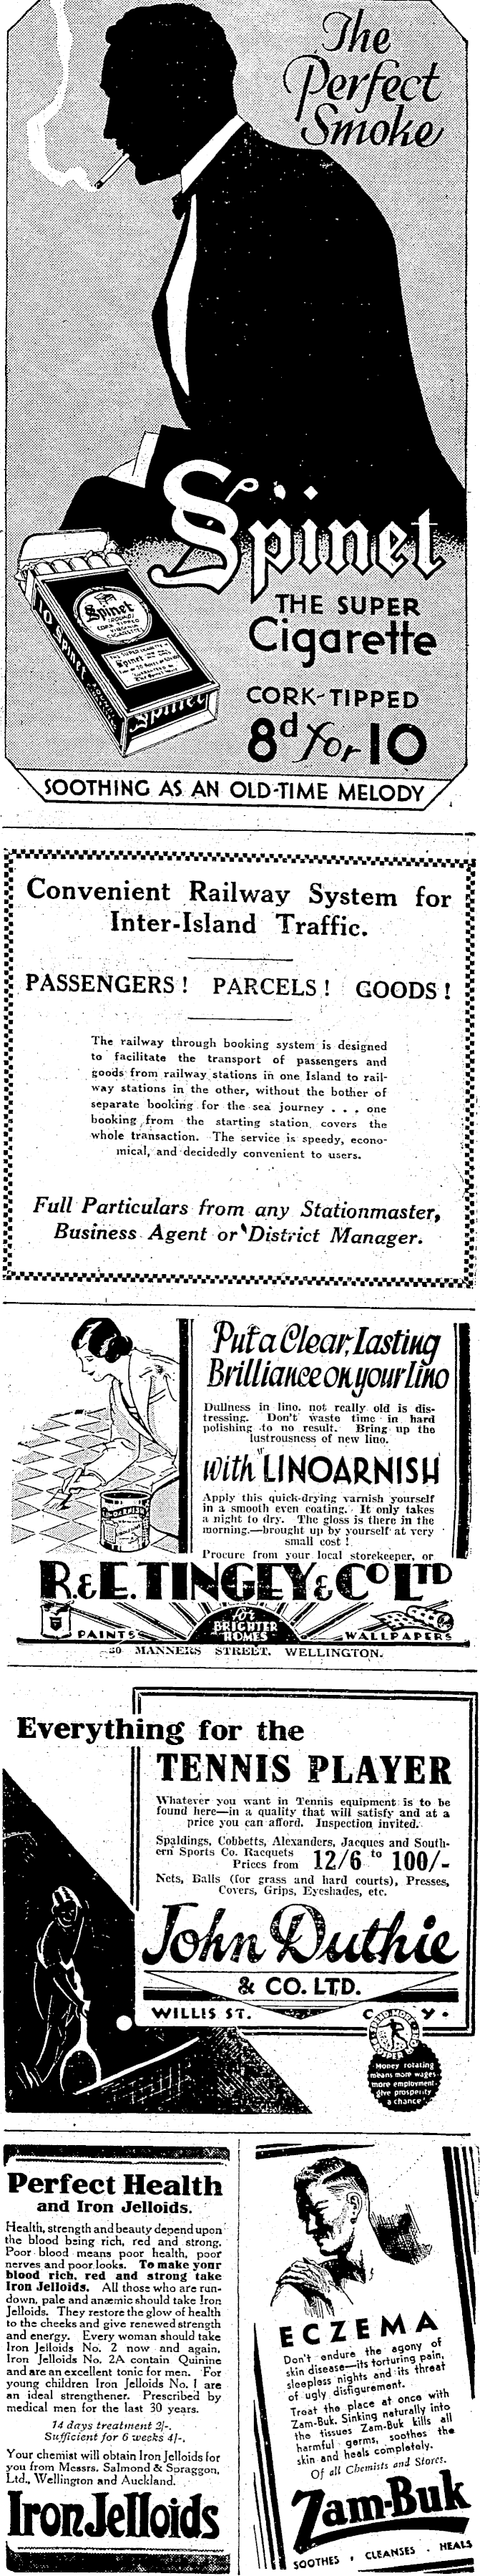 The
Perfect
Smoke
Spinet
THE SUPER
Cigarette
CORK-TIPPED
8d for 10
10 Spinet
Spinet
Spinet
Spinet
SOOTHING AS AN OLD-TIME MELODY
Convenient Railway System for
Inter-Island Traffic.
PASSENGERS! PARCELS! GOODS!
The railway through booking system is designed
to facilitate the transport of passengers and
goods from railway stations in one Island to rail-
way stations in the other, without the bother of
separate booking for the sea journey . . . one
booking from the starting station covers the
whole transaction. The service is speedy, econo-
mical, and decidedly convenient to users.
Full Particulars from any Stationmaster,
Business Agent or District Manager.
Put a Clear, Lasting
Brilliance on your lino
Dullness in lino. not really old is dis-
tressing. Don't waste time in hard
polishing to no result. Bring up the
lustrousness of new lino.
with LINOARNISH
Apply this quick-drying varnish yourself
in a smooth even coating. It only takes
a night to dry. The gloss is there in the
morning.—brought up by yourself at very
small cost!
Procure from your local storekeeper, or
R. & E. TINGEY & CO LTD
PAINTS
for
BRIGHTER
HOMES
WALLPAPERS
MANNERS STREET, WELLINGTON.
Everything for the
TENNIS PLAYER
Whatever you want in Tennis equipment is to be
found here—in a quality that will satisfy and at a
price you can afford. Inspection invited.
Spaldings, Cobbetts, Alexanders, Jacques and South-
ern Sports Co. Racquets
Prices from 12/6 to 100/-
Nets, Balls (for grass and hard courts), Presses,
Covers, Grips, Eyeshades, etc.
John Duthie
& CO. LTD.
WILLIS ST.
Money rotating
means more wages
more employment
give prosperity
a chance
Perfect Health
and Iron Jelloids.
Health, strength and beauty depend upon
the blood being rich, red and strong.
Poor blood means poor health, poor
nerves and poor looks. To make your
blood rich, red and strong take
Iron Jelloids. All those who are run-
down, pale and anæmic should take Iron
Jelloids. They restore the glow of health
to the cheeks and give renewed strength
and energy. Every woman should take
Iron Jelloids No. 2 now and again.
Iron Jelloids No. 2A contain Quinine
and are an excellent tonic for men. For
young children Iron Jelloids No. 1 are
an ideal strengthener. Prescribed by
medical men for the last 30 years.
14 days treatment 2/-.
Sufficient for 6 weeks 4/-.
Your chemist will obtain Iron Jelloids for
you from Messrs. Salmond & Spraggon,
Ltd., Wellington and Auckland.
Iron Jelloids
ECZEMA
Don't endure the agony of
skin disease—its torturing pain,
sleepless nights and its threat
of ugly disfigurement.
Treat the place at once with
Zam-Buk. Sinking naturally into
the tissues Zam-Buk kills all
harmful germs, soothes the
skin and heals completely.
Of all Chemists and Stores.
Zam-Buk
SOOTHES · CLEANSES · HEALS